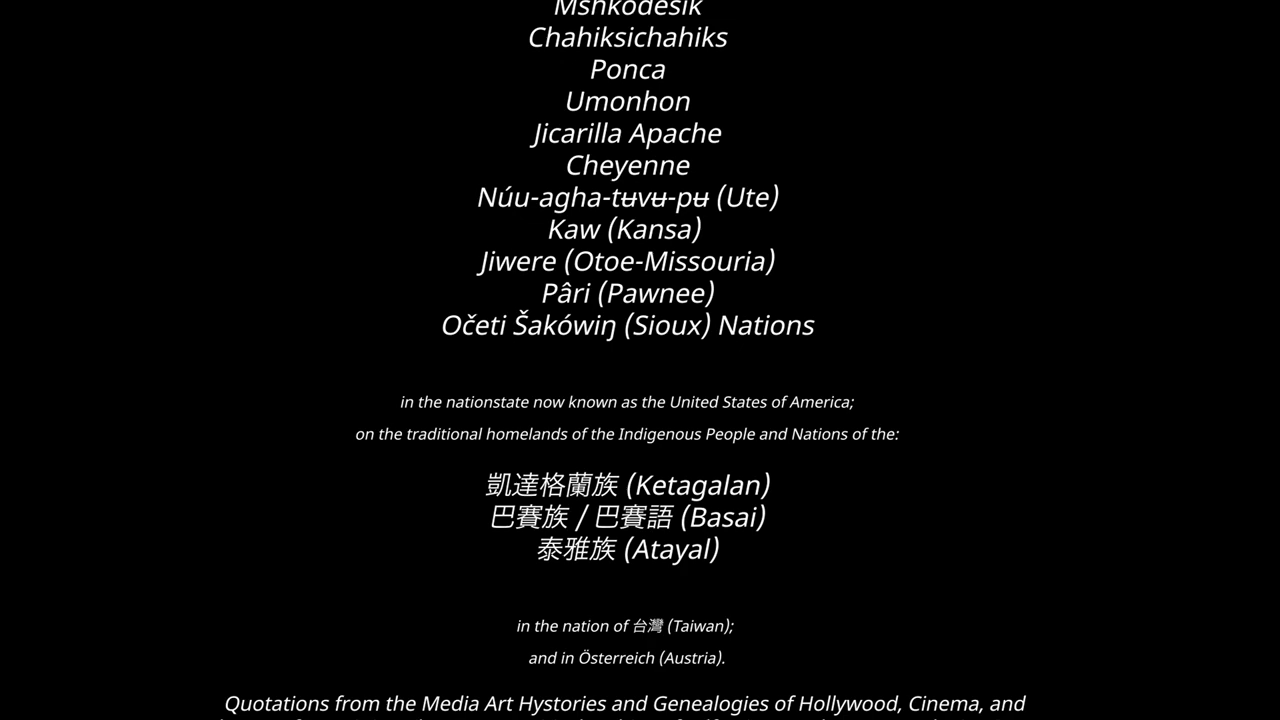 Mshkodesik
Chahiksichahiks
Ponca
Umonhon
Jicarilla Apache
Cheyenne
Núu-agha-tʉvʉ-pʉ (Ute)
Kaw (Kansa)
Jiwere (Otoe-Missouria)
Pâri (Pawnee)
Očeti Šakówiŋ (Sioux) Nations
in the nationstate now known as the United States of America;
on the traditional homelands of the Indigenous People and Nations of the:
凱達格蘭族 (Ketagalan)
巴賽族 / 巴賽語 (Basai)
泰雅族 (Atayal)
in the nation of 台灣 (Taiwan);
and in Österreich (Austria).
Quotations from the Media Art Hystories and Genealogies of Hollywood, Cinema, and